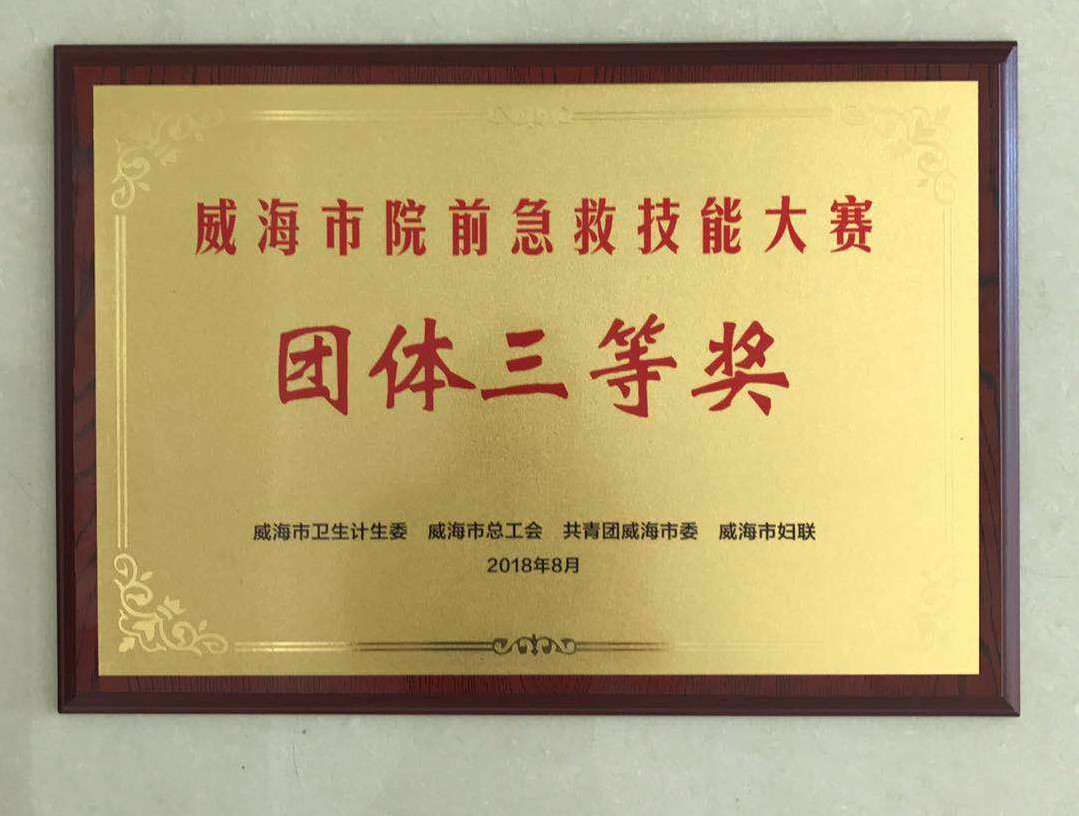 威海市院前急救技能大赛
团体三等奖
威海市卫生计生委 威海市总工会 共青团威海市委 威海市妇联
2018年8月